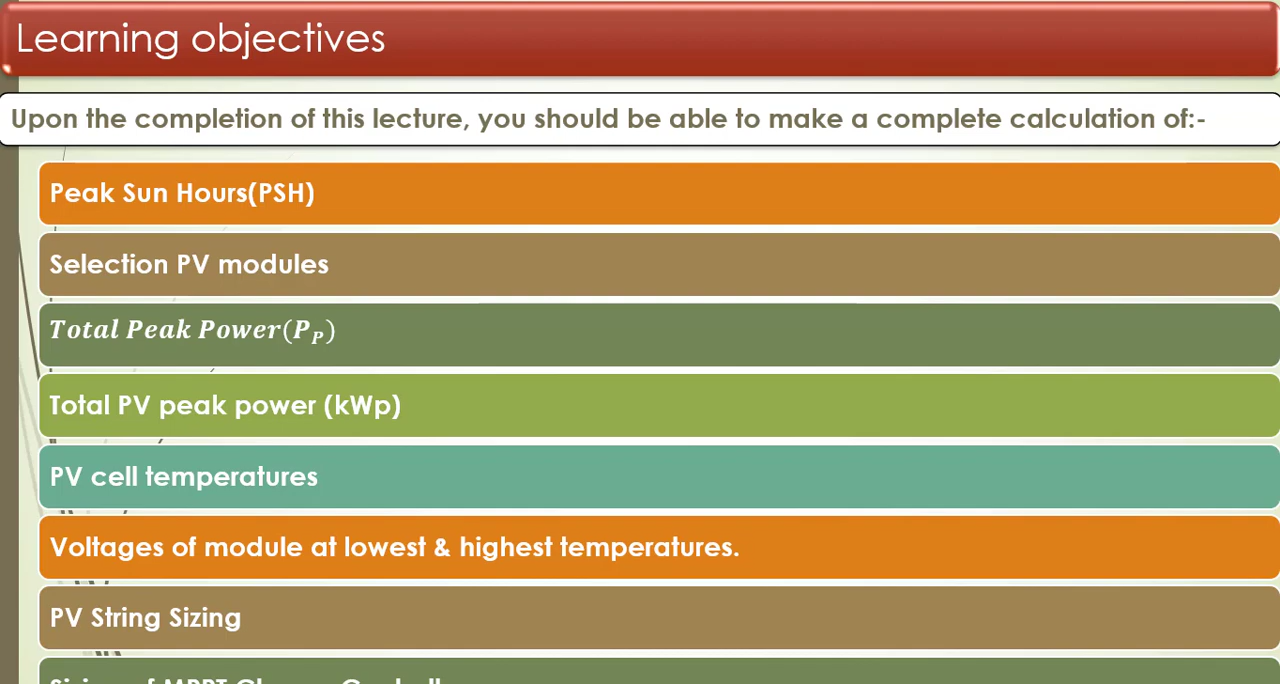 Learning objectives
Upon the completion of this lecture, you should be able to make a complete calculation of:-
Peak Sun Hours(PSH)
Selection PV modules
Total Peak Power(P_P)
Total PV peak power (kWp)
PV cell temperatures
Voltages of module at lowest & highest temperatures.
PV String Sizing